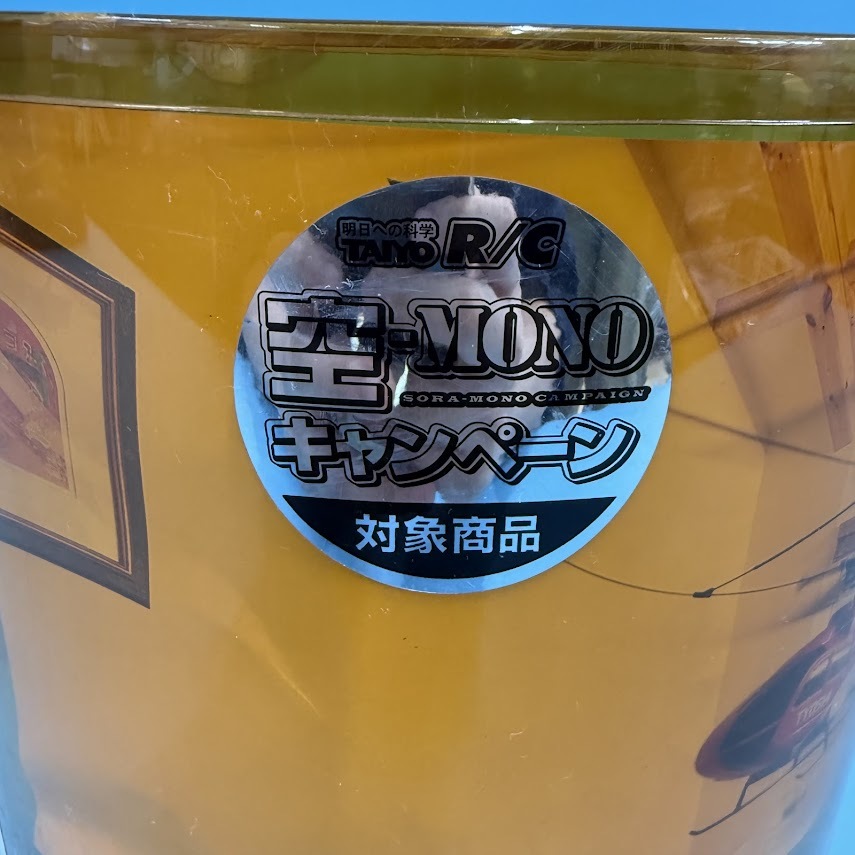 明日への科学
TAIYO R/C
空-MONO
SORA-MONO CAMPAIGN
キャンペーン
対象商品